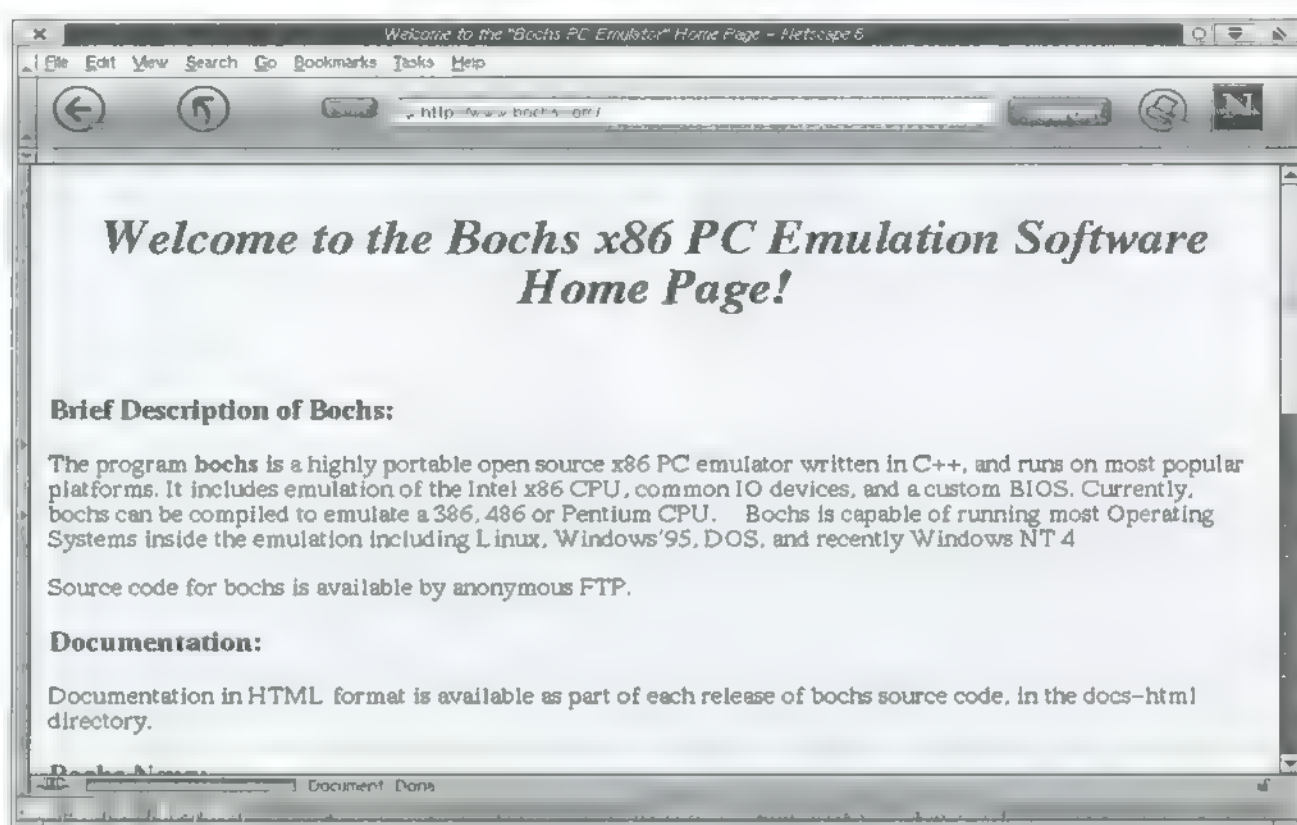 Welcome to the "Bochs PC Emulator" Home Page - Netscape 6
File Edit View Search Go Bookmarks Tasks Help
Welcome to the Bochs x86 PC Emulation Software
Home Page!
Brief Description of Bochs:
The program bochs is a highly portable open source x86 PC emulator written in C++, and runs on most popular
platforms. It includes emulation of the Intel x86 CPU, common IO devices, and a custom BIOS. Currently,
bochs can be compiled to emulate a 386, 486 or Pentium CPU. Bochs is capable of running most Operating
Systems inside the emulation including Linux, Windows'95, DOS, and recently Windows NT 4
Source code for bochs is available by anonymous FTP.
Documentation:
Documentation in HTML format is available as part of each release of bochs source code, in the docs-html
directory.
Bochs News:
Document Done